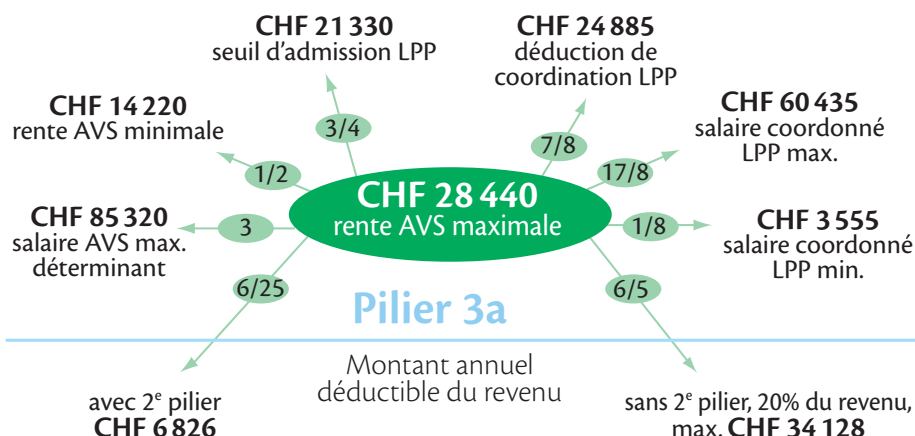 CHF 21 330
seuil d'admission LPP
CHF 24 885
déduction de
coordination LPP
CHF 14 220
rente AVS minimale
CHF 60 435
salaire coordonné
LPP max.
3/4
7/8
1/2
17/8
CHF 28 440
rente AVS maximale
CHF 85 320
salaire AVS max.
déterminant
3
1/8
CHF 3 555
salaire coordonné
LPP min.
6/25
6/5
Pilier 3a
Montant annuel
déductible du revenu
avec 2e pilier
CHF 6 826
sans 2e pilier, 20% du revenu,
max. CHF 34 128